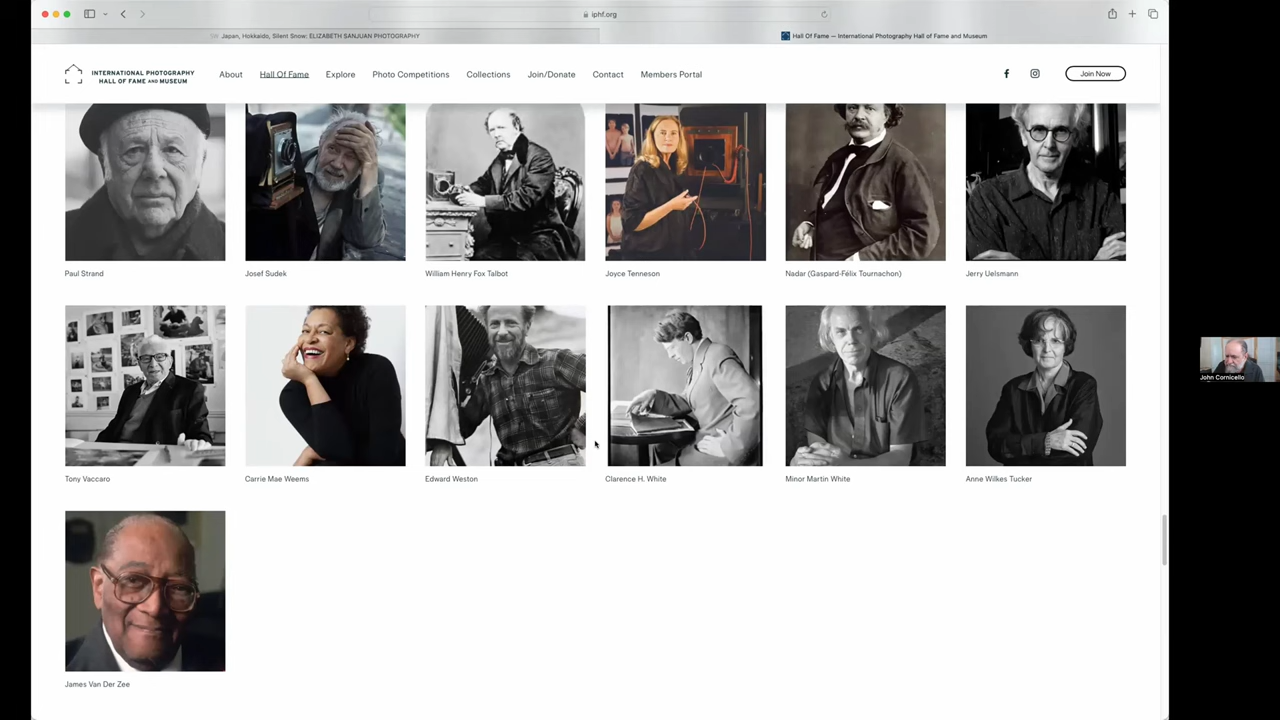 iphf.org
Japan, Hokkaido, Silent Snow: ELIZABETH SANJUAN PHOTOGRAPHY
Hall Of Fame — International Photography Hall of Fame and Museum
INTERNATIONAL PHOTOGRAPHY
HALL OF FAME AND MUSEUM
About Hall Of Fame Explore Photo Competitions Collections Join/Donate Contact Members Portal
Join Now
Paul Strand
Josef Sudek
William Henry Fox Talbot
Joyce Tenneson
Nadar (Gaspard-Félix Tournachon)
Jerry Uelsmann
John Cornicello
Tony Vaccaro
Carrie Mae Weems
Edward Weston
Clarence H. White
Minor Martin White
Anne Wilkes Tucker
James Van Der Zee